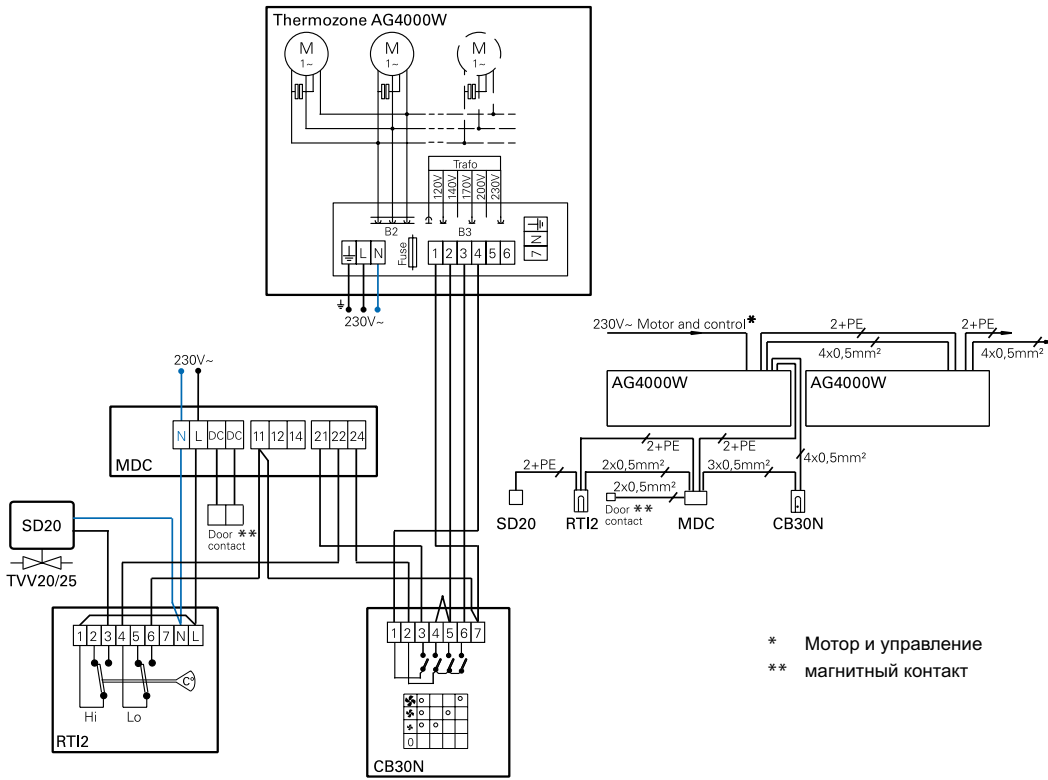 Thermozone AG4000W
M
1~
M
1~
M
1~
Trafo
120V
140V
170V
200V
230V
B2
Fuse
B3
L N
1 2 3 4 5 6
7 N
230V~
230V~
N L DC DC 11 12 14 21 22 24
MDC
Door **
contact
SD20
TVV20/25
1 2 3 4 5 6 7 N L
C°
Hi Lo
RTI2
1 2 3 4 5 6 7
0
CB30N
230V~ Motor and control*
2+PE
2+PE
4x0,5mm²
4x0,5mm²
AG4000W
AG4000W
2+PE
2+PE
4x0,5mm²
2+PE
2x0,5mm²
3x0,5mm²
2x0,5mm²
Door **
contact
SD20 RTI2 MDC CB30N
* Мотор и управление
** магнитный контакт